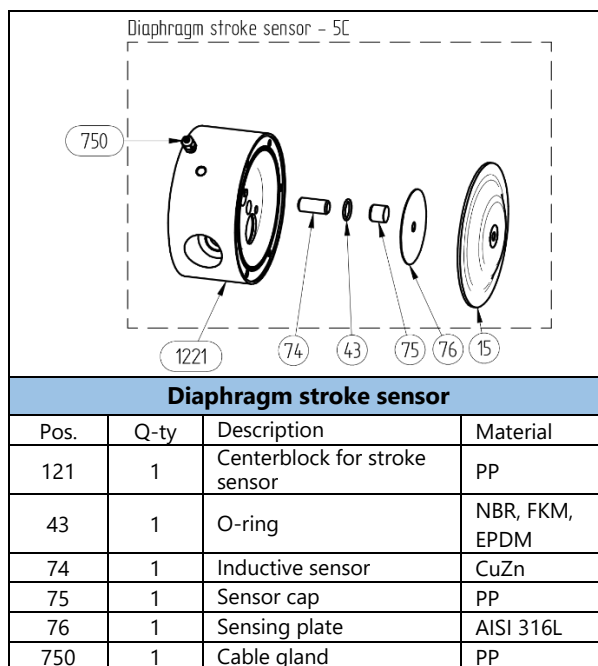 Diaphragm stroke sensor - 5C
750
1221
74
43
75
76
15
Diaphragm stroke sensor
Pos. Q-ty Description Material
121 1 Centerblock for stroke sensor PP
43 1 O-ring NBR, FKM, EPDM
74 1 Inductive sensor CuZn
75 1 Sensor cap PP
76 1 Sensing plate AISI 316L
750 1 Cable gland PP